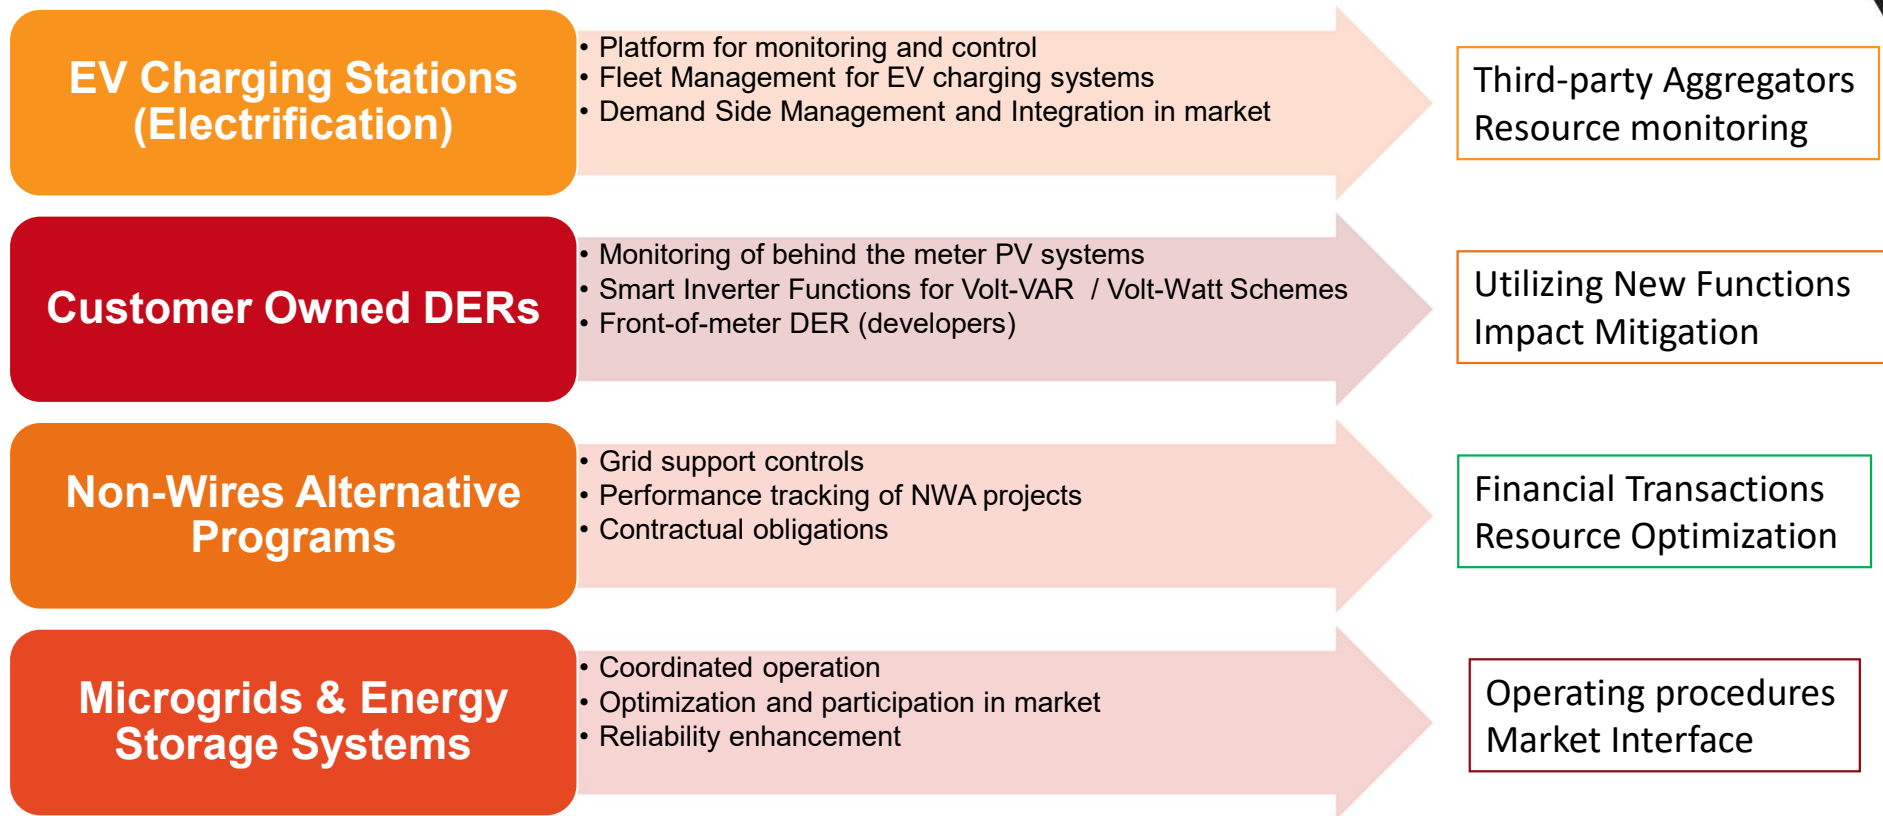 EV Charging Stations
(Electrification)
• Platform for monitoring and control
• Fleet Management for EV charging systems
• Demand Side Management and Integration in market
Third-party Aggregators
Resource monitoring
Customer Owned DERs
• Monitoring of behind the meter PV systems
• Smart Inverter Functions for Volt-VAR / Volt-Watt Schemes
• Front-of-meter DER (developers)
Utilizing New Functions
Impact Mitigation
Non-Wires Alternative
Programs
• Grid support controls
• Performance tracking of NWA projects
• Contractual obligations
Financial Transactions
Resource Optimization
Microgrids & Energy
Storage Systems
• Coordinated operation
• Optimization and participation in market
• Reliability enhancement
Operating procedures
Market Interface